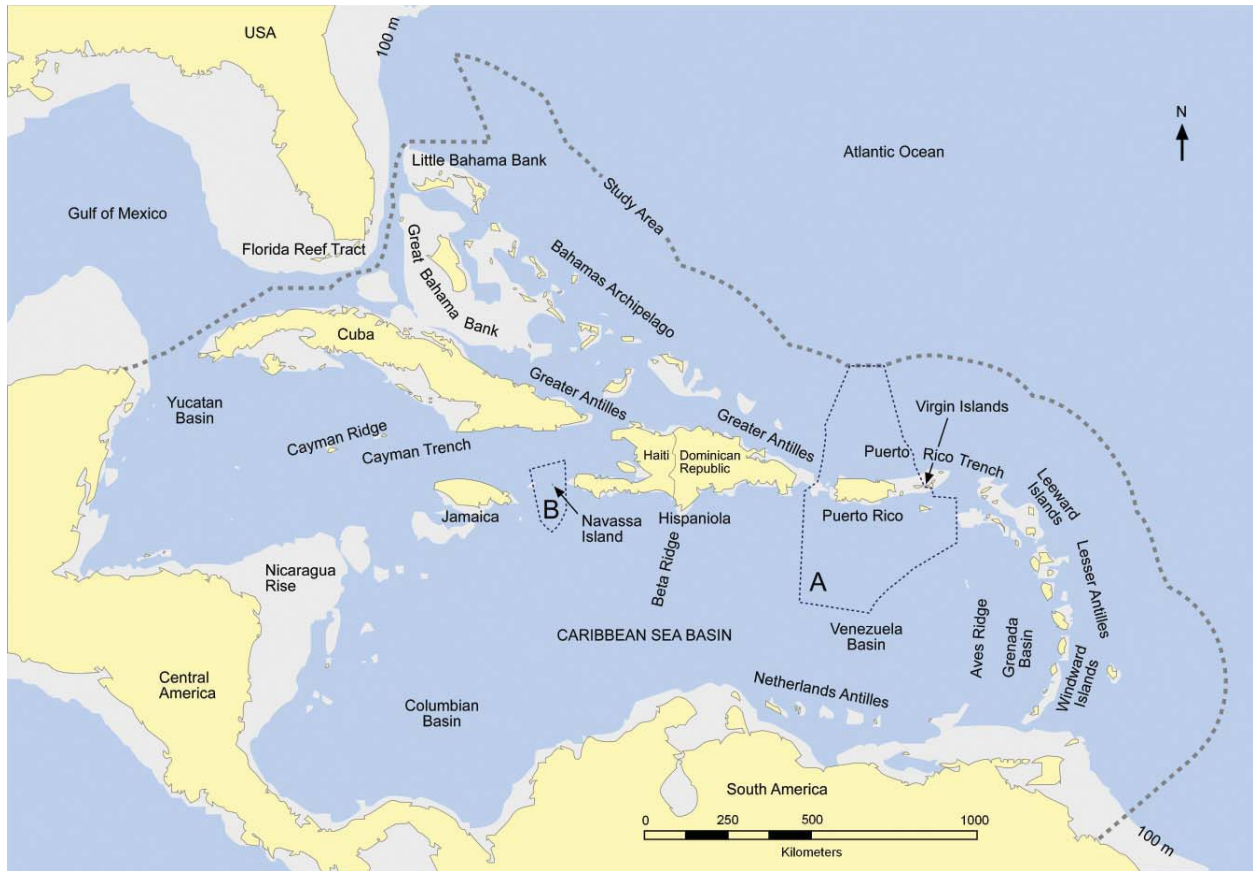 USA
100 m
N
Atlantic Ocean
Little Bahama Bank
Study Area
Gulf of Mexico
Florida Reef Tract
Great Bahama Bank
Bahamas Archipelago
Cuba
Yucatan
Basin
Greater Antilles
Greater Antilles
Virgin Islands
Cayman Ridge
Cayman Trench
Haiti
Dominican
Republic
Puerto Rico Trench
Leeward
Islands
Jamaica
B
Navassa
Island
Hispaniola
Puerto Rico
Nicaragua
Rise
Beta Ridge
A
Lesser Antilles
CARIBBEAN SEA BASIN
Venezuela
Basin
Aves Ridge
Grenada
Basin
Windward
Islands
Central
America
Netherlands Antilles
Columbian
Basin
South America
0 250 500 1000
Kilometers
100 m